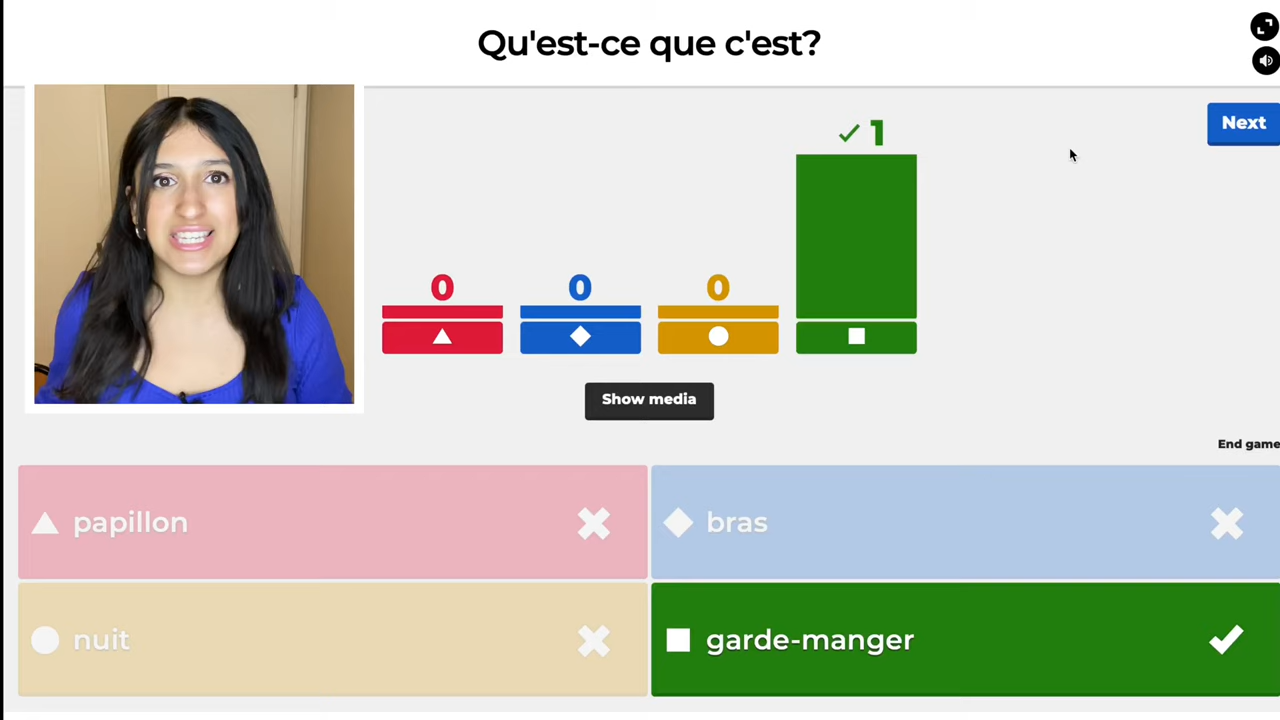 Qu'est-ce que c'est?
Next
1
0
0
0
Show media
End game
papillon
bras
nuit
garde-manger